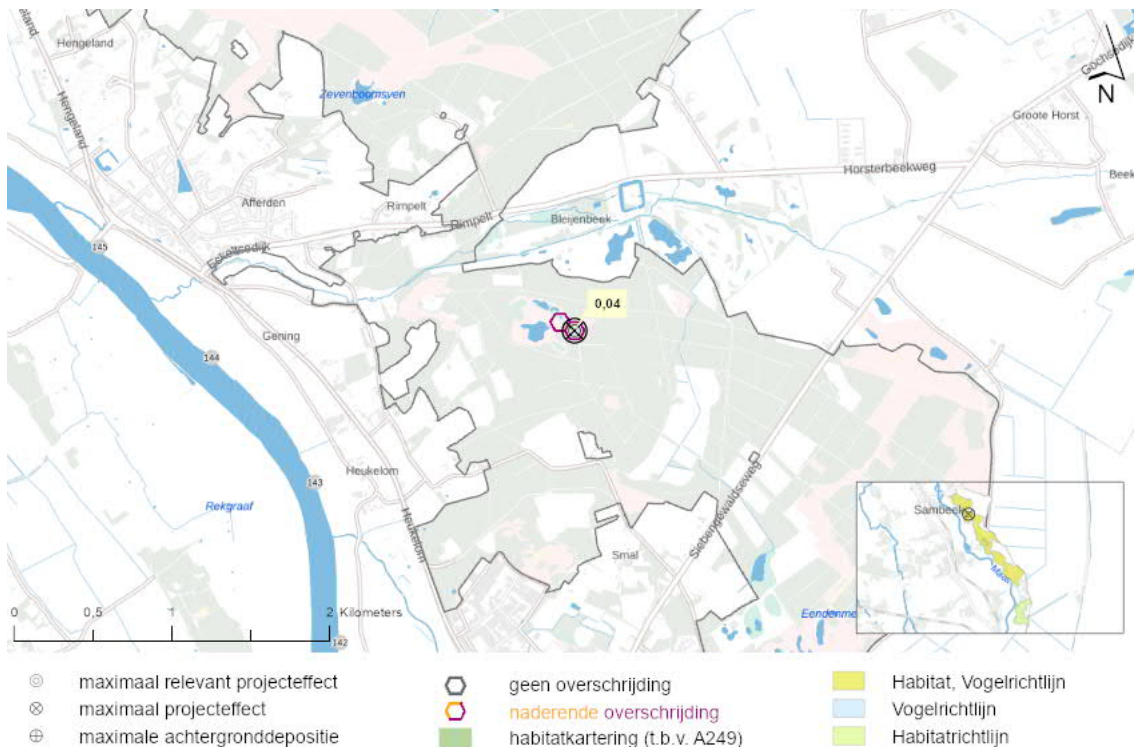 Hengeland
Hengeland
Zevenboomsven
Gochsedijk
N
Groote Horst
Horsterbeekweg
Beek
Afferden
Rimpelt
Rimpelt
Bleijenbeek
Eskeltsedijk
145
0,04
Gening
144
143
Heukelom
Rekgraaf
Heukelom
Siebengewaldseweg
Smal
Sambeek
Maas
Eendenme
0 0,5 1 2
Kilometers
142
maximaal relevant projecteffect
maximaal projecteffect
maximale achtergronddepositie
geen overschrijding
naderende overschrijding
habitatkartering (t.b.v. A249)
Habitat, Vogelrichtlijn
Vogelrichtlijn
Habitatrichtlijn